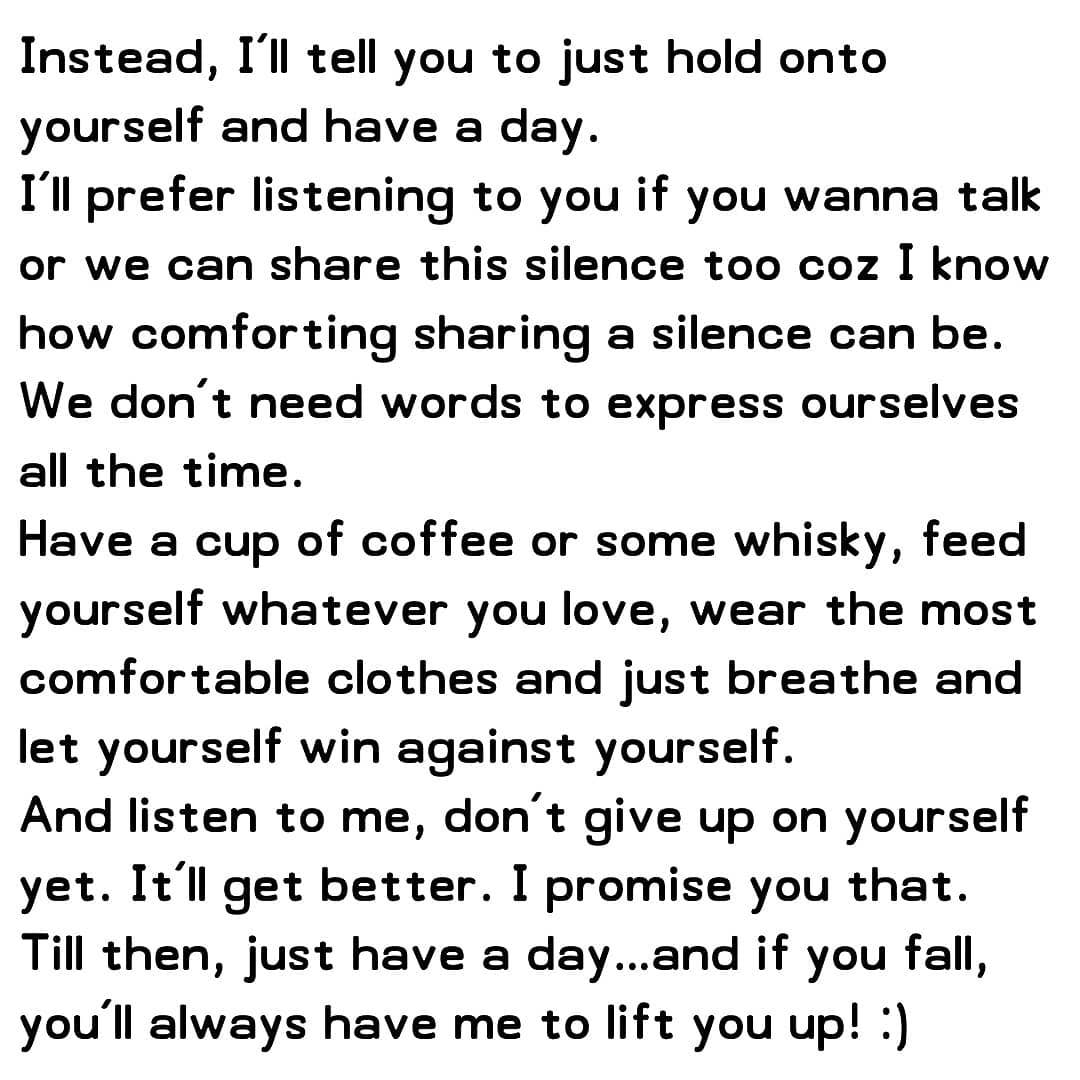 Instead, I´ll tell you to just hold onto
yourself and have a day.
I´ll prefer listening to you if you wanna talk
or we can share this silence too coz I know
how comforting sharing a silence can be.
We don´t need words to express ourselves
all the time.
Have a cup of coffee or some whisky, feed
yourself whatever you love, wear the most
comfortable clothes and just breathe and
let yourself win against yourself.
And listen to me, don´t give up on yourself
yet. It´ll get better. I promise you that.
Till then, just have a day...and if you fall,
you´ll always have me to lift you up! :)